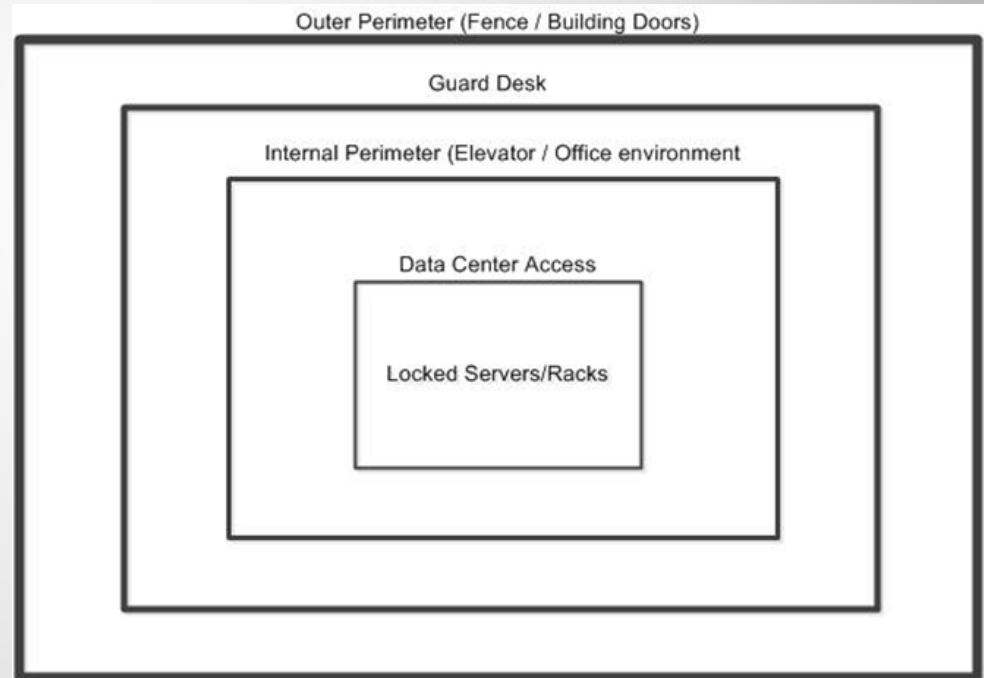 Outer Perimeter (Fence / Building Doors)
Guard Desk
Internal Perimeter (Elevator / Office environment
Data Center Access
Locked Servers/Racks